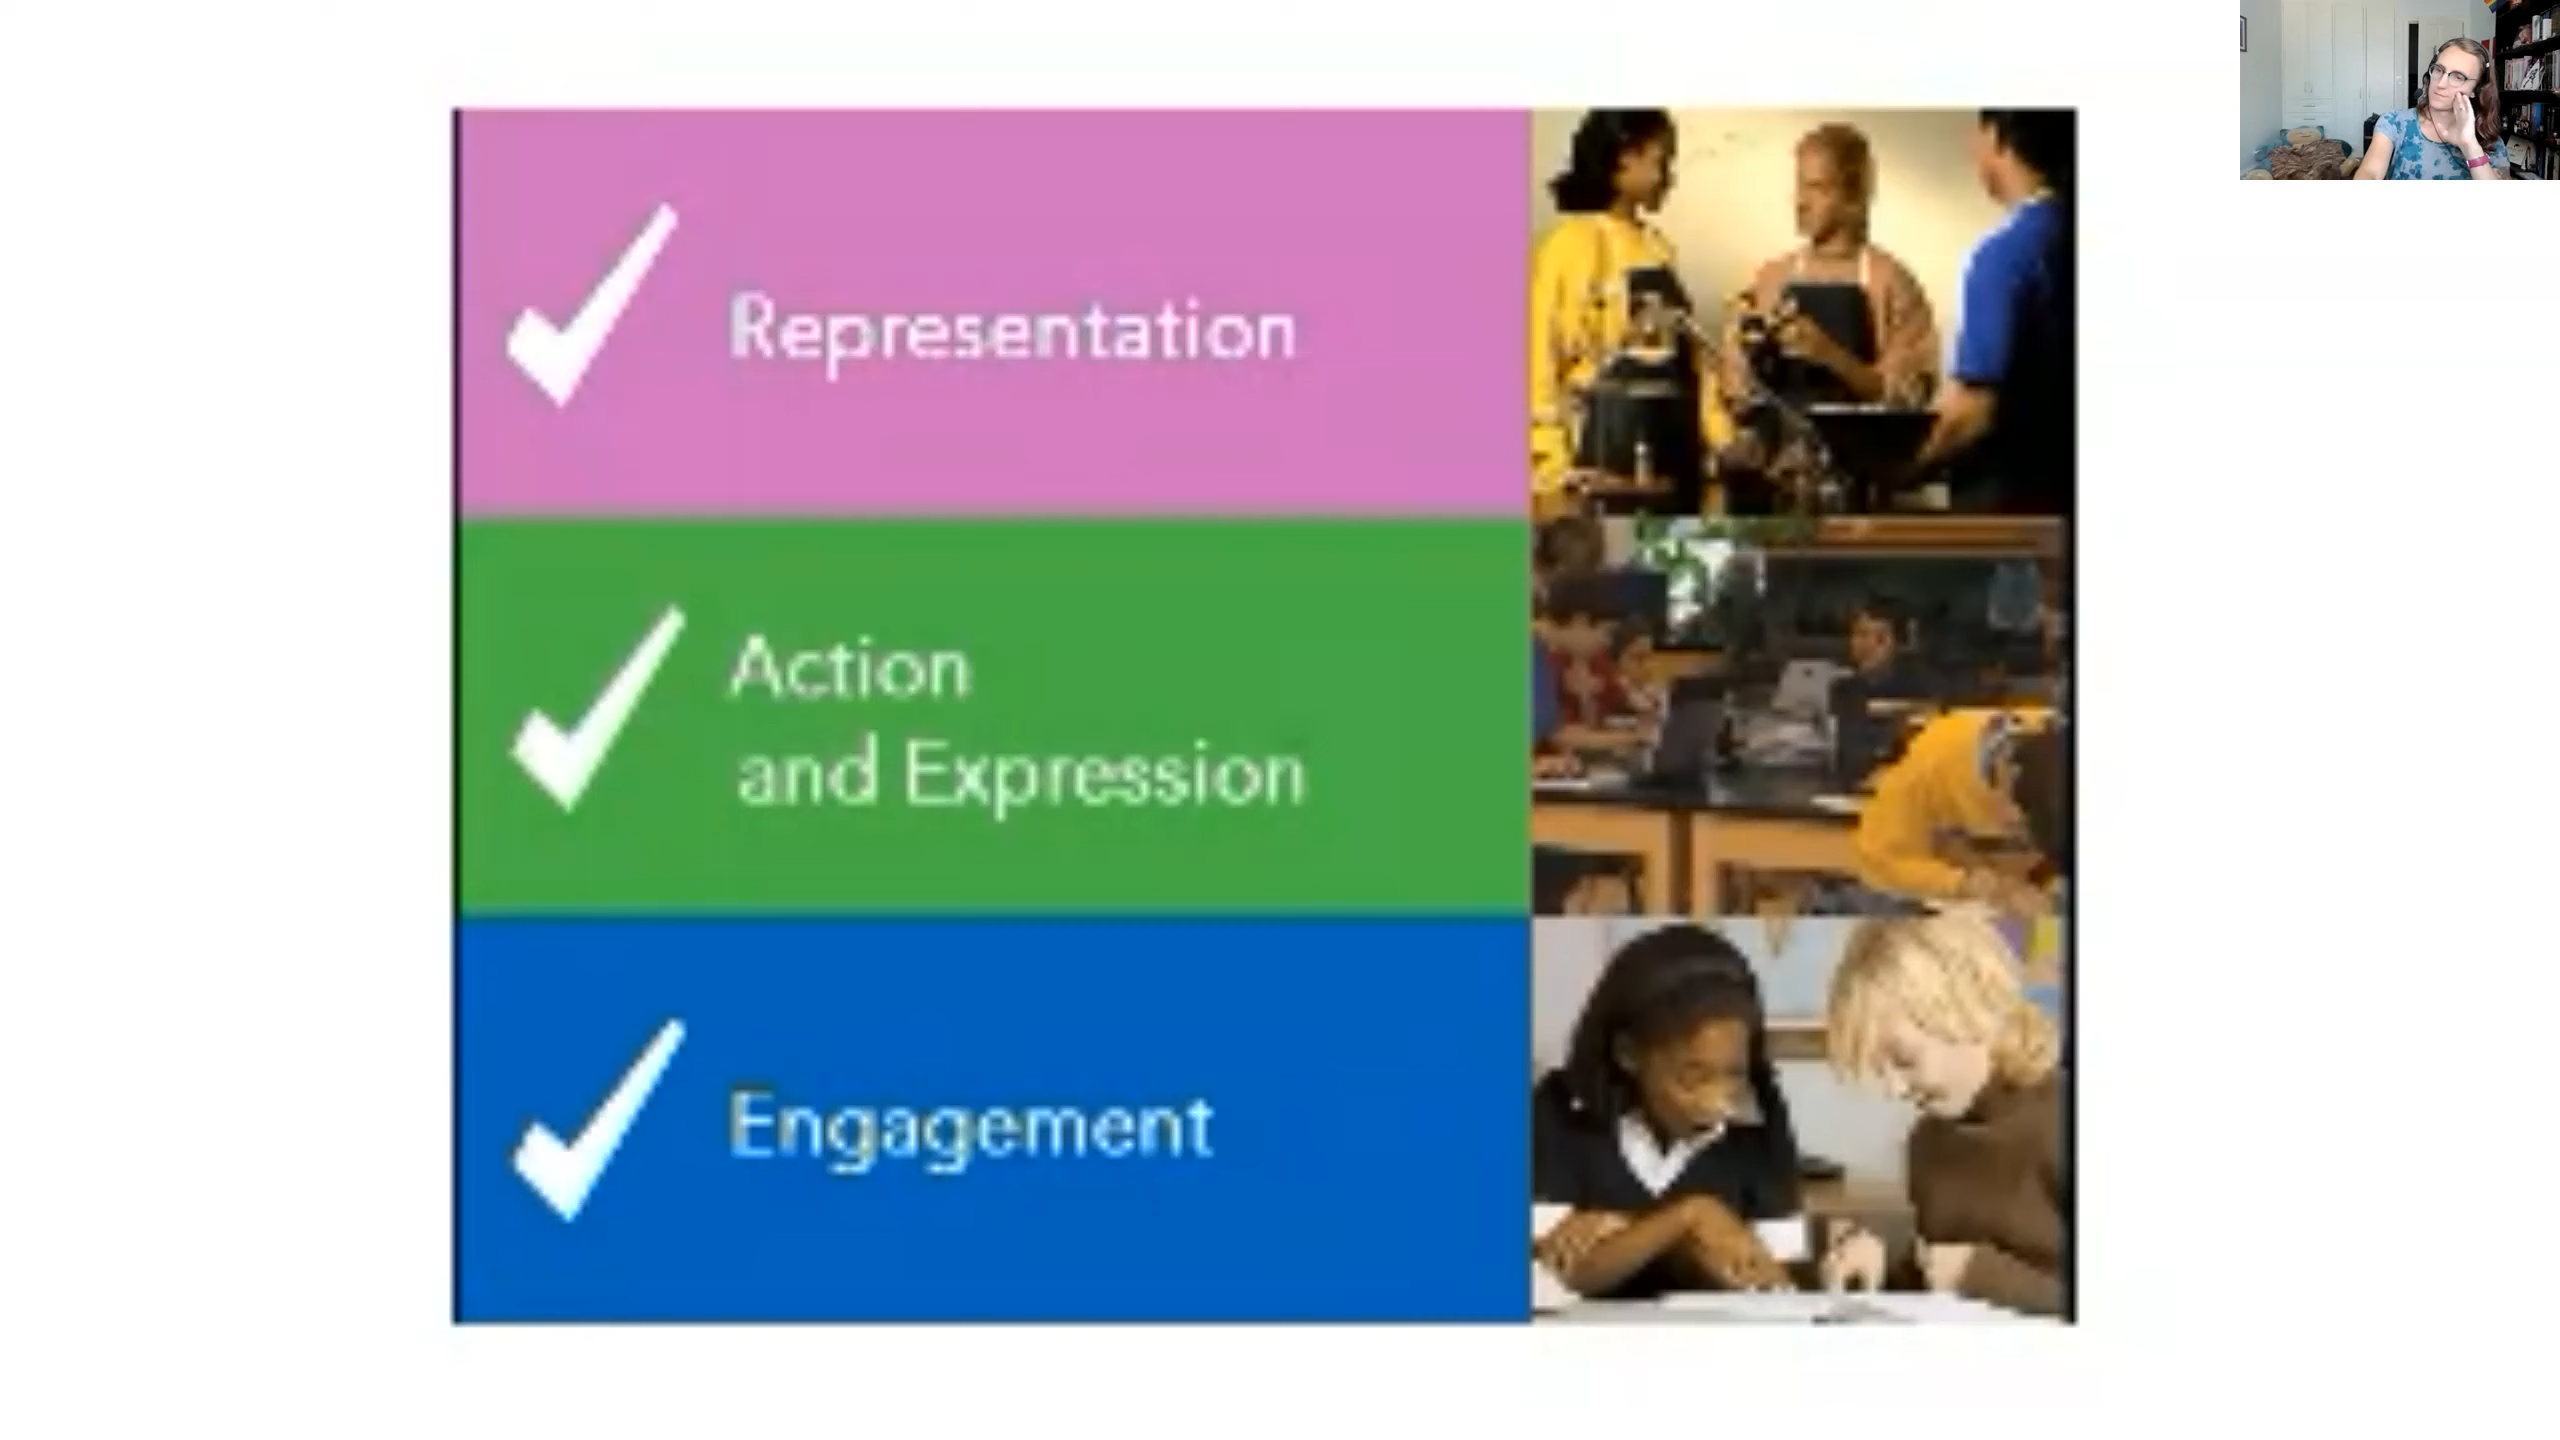 Representation
Action
and Expression
Engagement